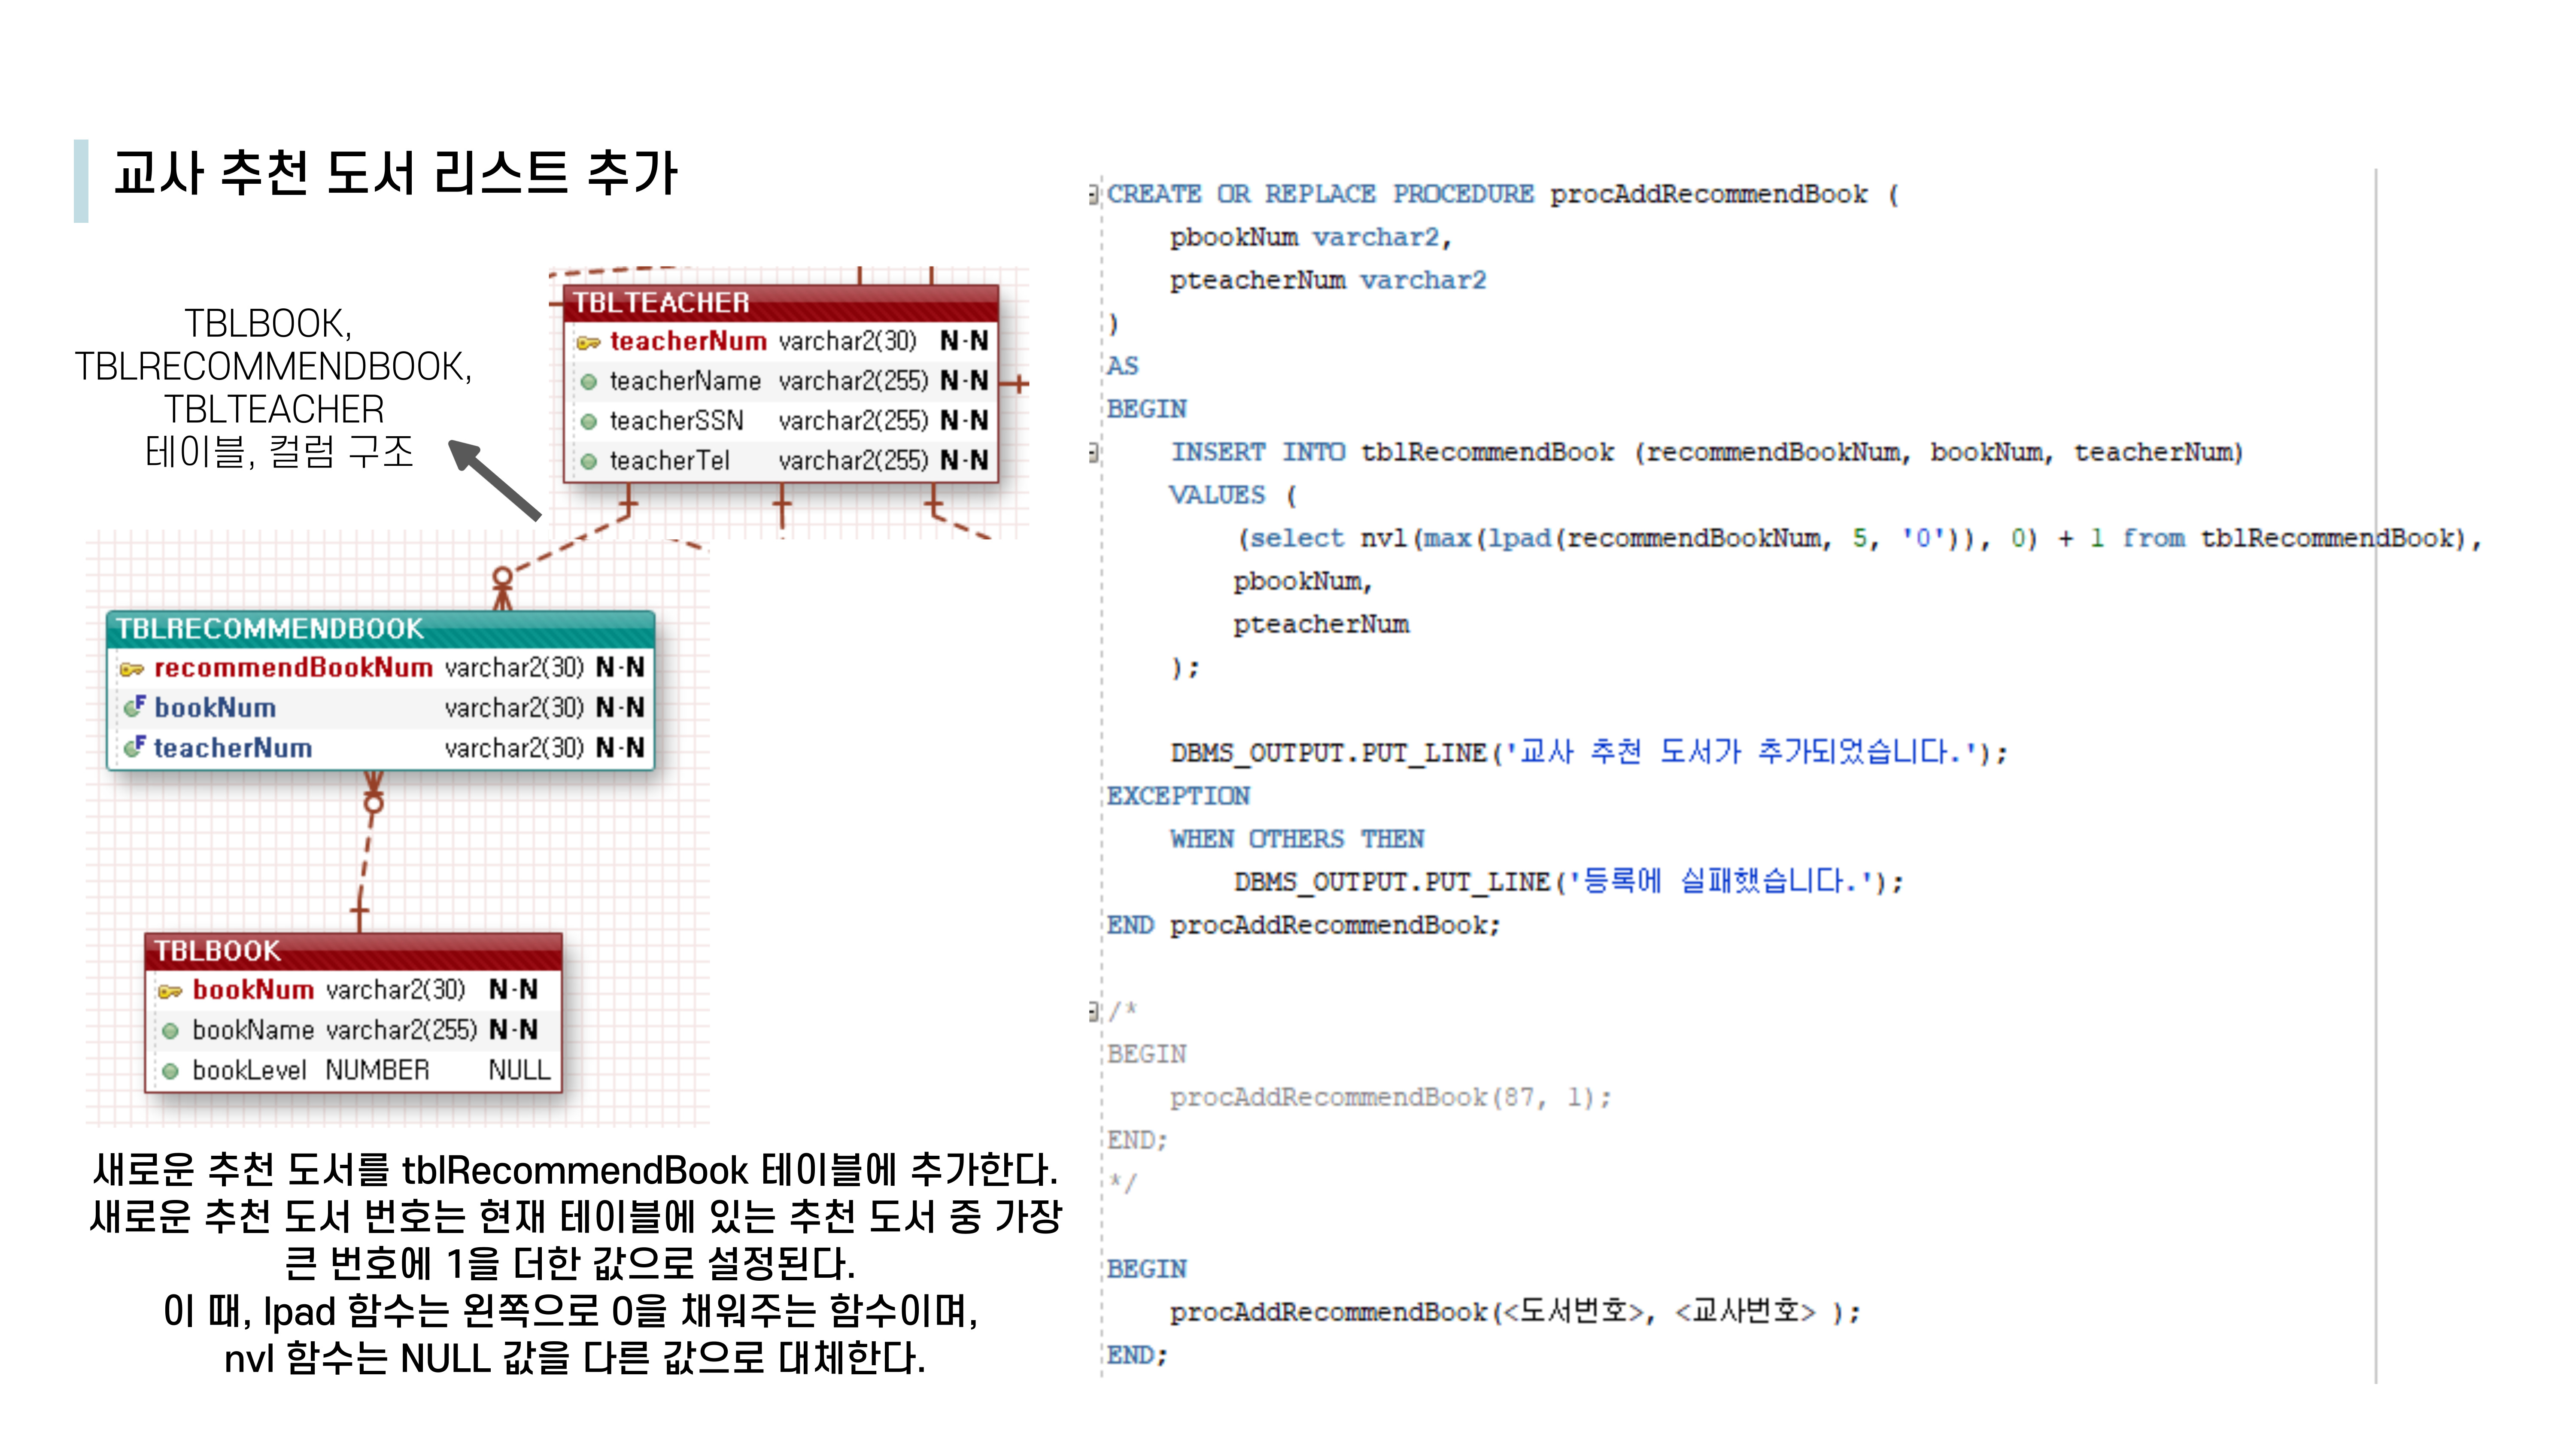 교사 추천 도서 리스트 추가
TBLBOOK,
TBLRECOMMENDBOOK,
TBLTEACHER
테이블, 컬럼 구조
TBLTEACHER
teacherNum varchar2(30) N-N
teacherName varchar2(255) N-N
teacherSSN varchar2(255) N-N
teacherTel varchar2(255) N-N
TBLRECOMMENDBOOK
recommendBookNum varchar2(30) N-N
bookNum varchar2(30) N-N
teacherNum varchar2(30) N-N
TBLBOOK
bookNum varchar2(30) N-N
bookName varchar2(255) N-N
bookLevel NUMBER NULL
새로운 추천 도서를 tblRecommendBook 테이블에 추가한다.
새로운 추천 도서 번호는 현재 테이블에 있는 추천 도서 중 가장
큰 번호에 1을 더한 값으로 설정된다.
이 때, lpad 함수는 왼쪽으로 0을 채워주는 함수이며,
nvl 함수는 NULL 값을 다른 값으로 대체한다.
CREATE OR REPLACE PROCEDURE procAddRecommendBook (
pbookNum varchar2,
pteacherNum varchar2
)
AS
BEGIN
INSERT INTO tblRecommendBook (recommendBookNum, bookNum, teacherNum)
VALUES (
(select nvl(max(lpad(recommendBookNum, 5, '0')), 0) + 1 from tblRecommendBook),
pbookNum,
pteacherNum
);
DBMS_OUTPUT.PUT_LINE('교사 추천 도서가 추가되었습니다.');
EXCEPTION
WHEN OTHERS THEN
DBMS_OUTPUT.PUT_LINE('등록에 실패했습니다.');
END procAddRecommendBook;
/*
BEGIN
procAddRecommendBook(87, 1);
END;
*/
BEGIN
procAddRecommendBook(<도서번호>, <교사번호> );
END;